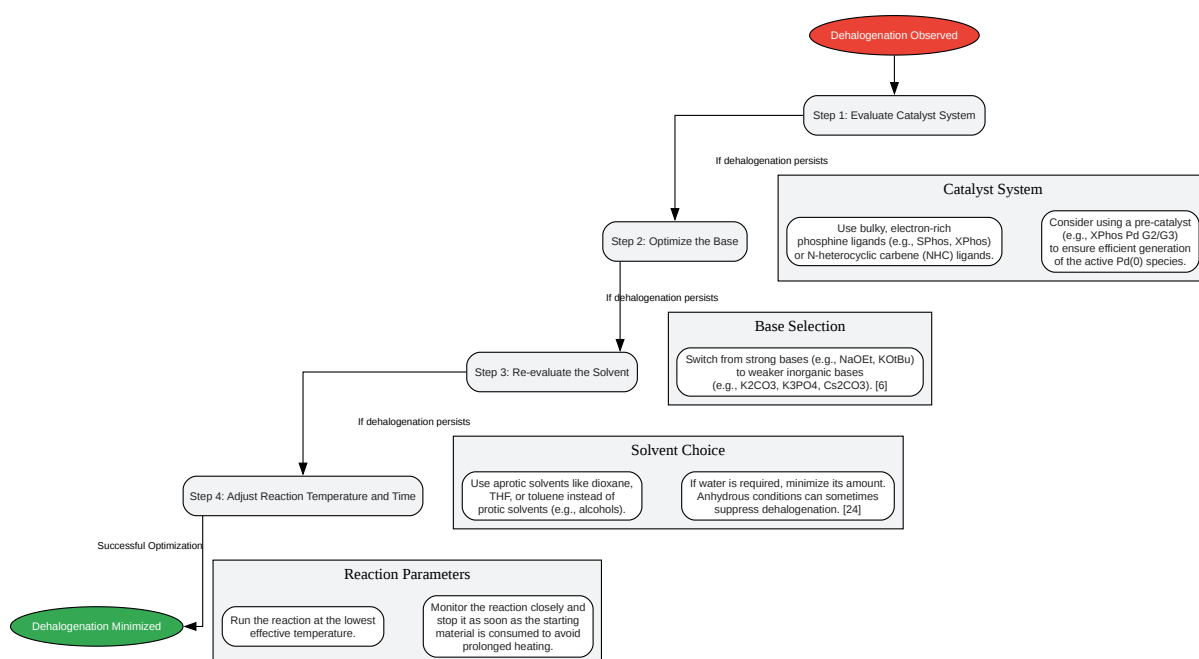 Dehalogenation Observed
Step 1: Evaluate Catalyst System
If dehalogenation persists
Catalyst System
Use bulky, electron-rich
phosphine ligands (e.g., SPhos, XPhos)
or N-heterocyclic carbene (NHC) ligands.
Consider using a pre-catalyst
(e.g., XPhos Pd G2/G3)
to ensure efficient generation
of the active Pd(0) species.
Step 2: Optimize the Base
If dehalogenation persists
Base Selection
Switch from strong bases (e.g., NaOEt, KOtBu)
to weaker inorganic bases
(e.g., K2CO3, K3PO4, Cs2CO3). [6]
Step 3: Re-evaluate the Solvent
If dehalogenation persists
Solvent Choice
Use aprotic solvents like dioxane,
THF, or toluene instead of
protic solvents (e.g., alcohols).
If water is required, minimize its amount.
Anhydrous conditions can sometimes
suppress dehalogenation. [24]
Step 4: Adjust Reaction Temperature and Time
Successful Optimization
Reaction Parameters
Run the reaction at the lowest
effective temperature.
Monitor the reaction closely and
stop it as soon as the starting
material is consumed to avoid
prolonged heating.
Dehalogenation Minimized